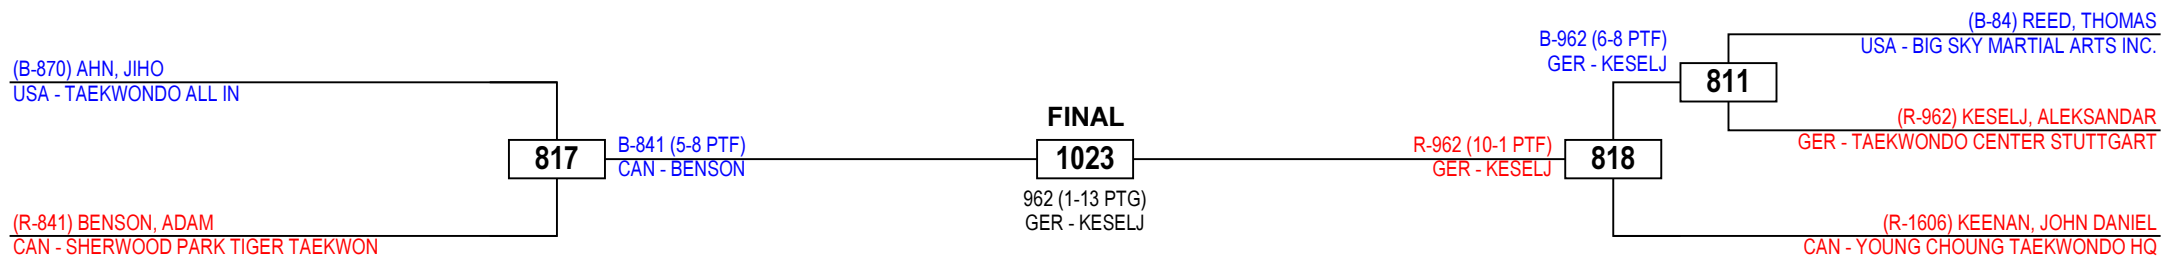 (B-870) AHN, JIHO
USA - TAEKWONDO ALL IN
(R-841) BENSON, ADAM
CAN - SHERWOOD PARK TIGER TAEKWON
817
B-841 (5-8 PTF)
CAN - BENSON
FINAL
1023
962 (1-13 PTG)
GER - KESELJ
R-962 (10-1 PTF)
GER - KESELJ
818
B-962 (6-8 PTF)
GER - KESELJ
811
(B-84) REED, THOMAS
USA - BIG SKY MARTIAL ARTS INC.
(R-962) KESELJ, ALEKSANDAR
GER - TAEKWONDO CENTER STUTTGART
(R-1606) KEENAN, JOHN DANIEL
CAN - YOUNG CHOUNG TAEKWONDO HQ